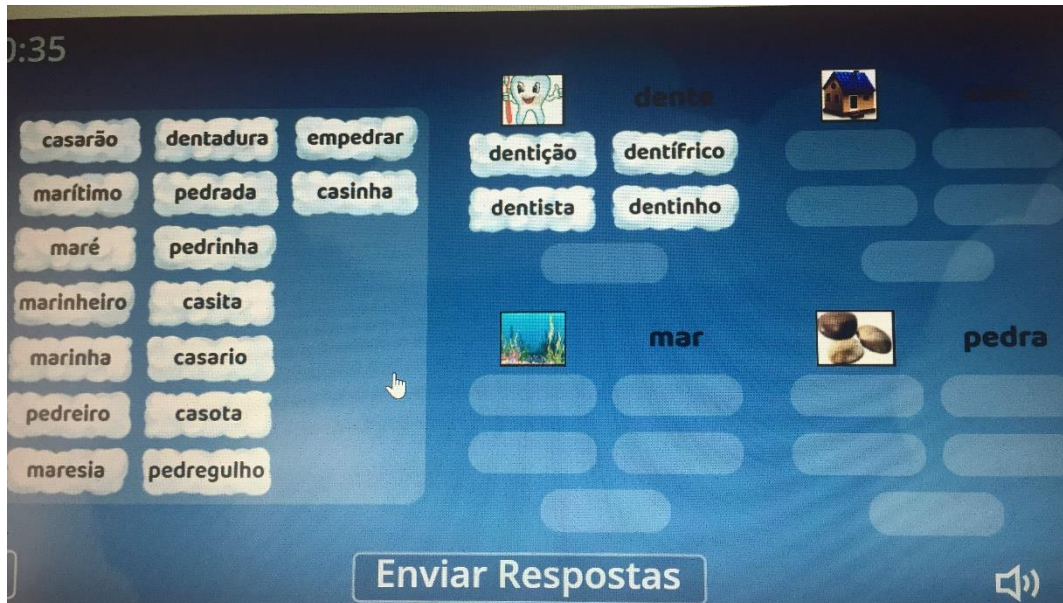 0:35
dente
casarão dentadura empedrar
dentição dentífrico
marítimo pedrada casinha
dentista dentinho
maré pedrinha
marinheiro casita
mar pedra
marinha casario
pedreiro casota
maresia pedregulho
Enviar Respostas